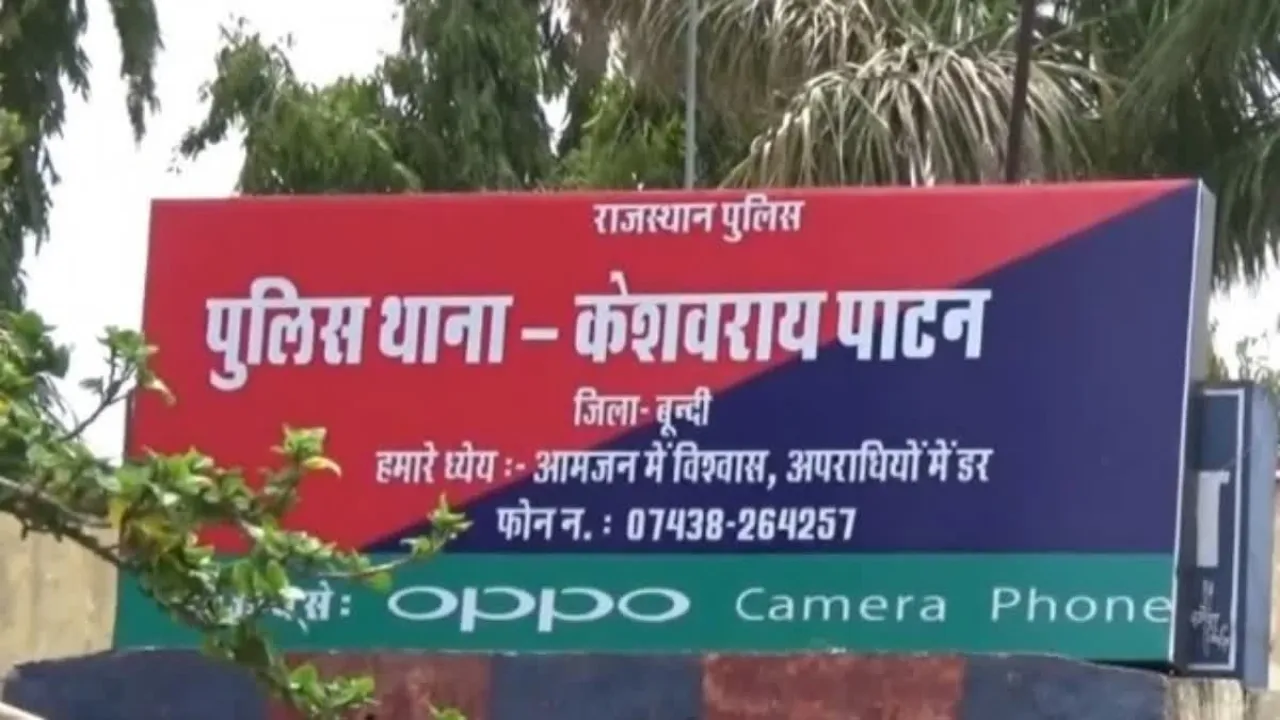 राजस्थान पुलिस
पुलिस थाना – केशवराय पाटन
जिला- बून्दी
हमारे ध्येय :- आमजन में विश्वास, अपराधियों में डर
फोन न. : 07438-264257
से : oppo Camera Phone